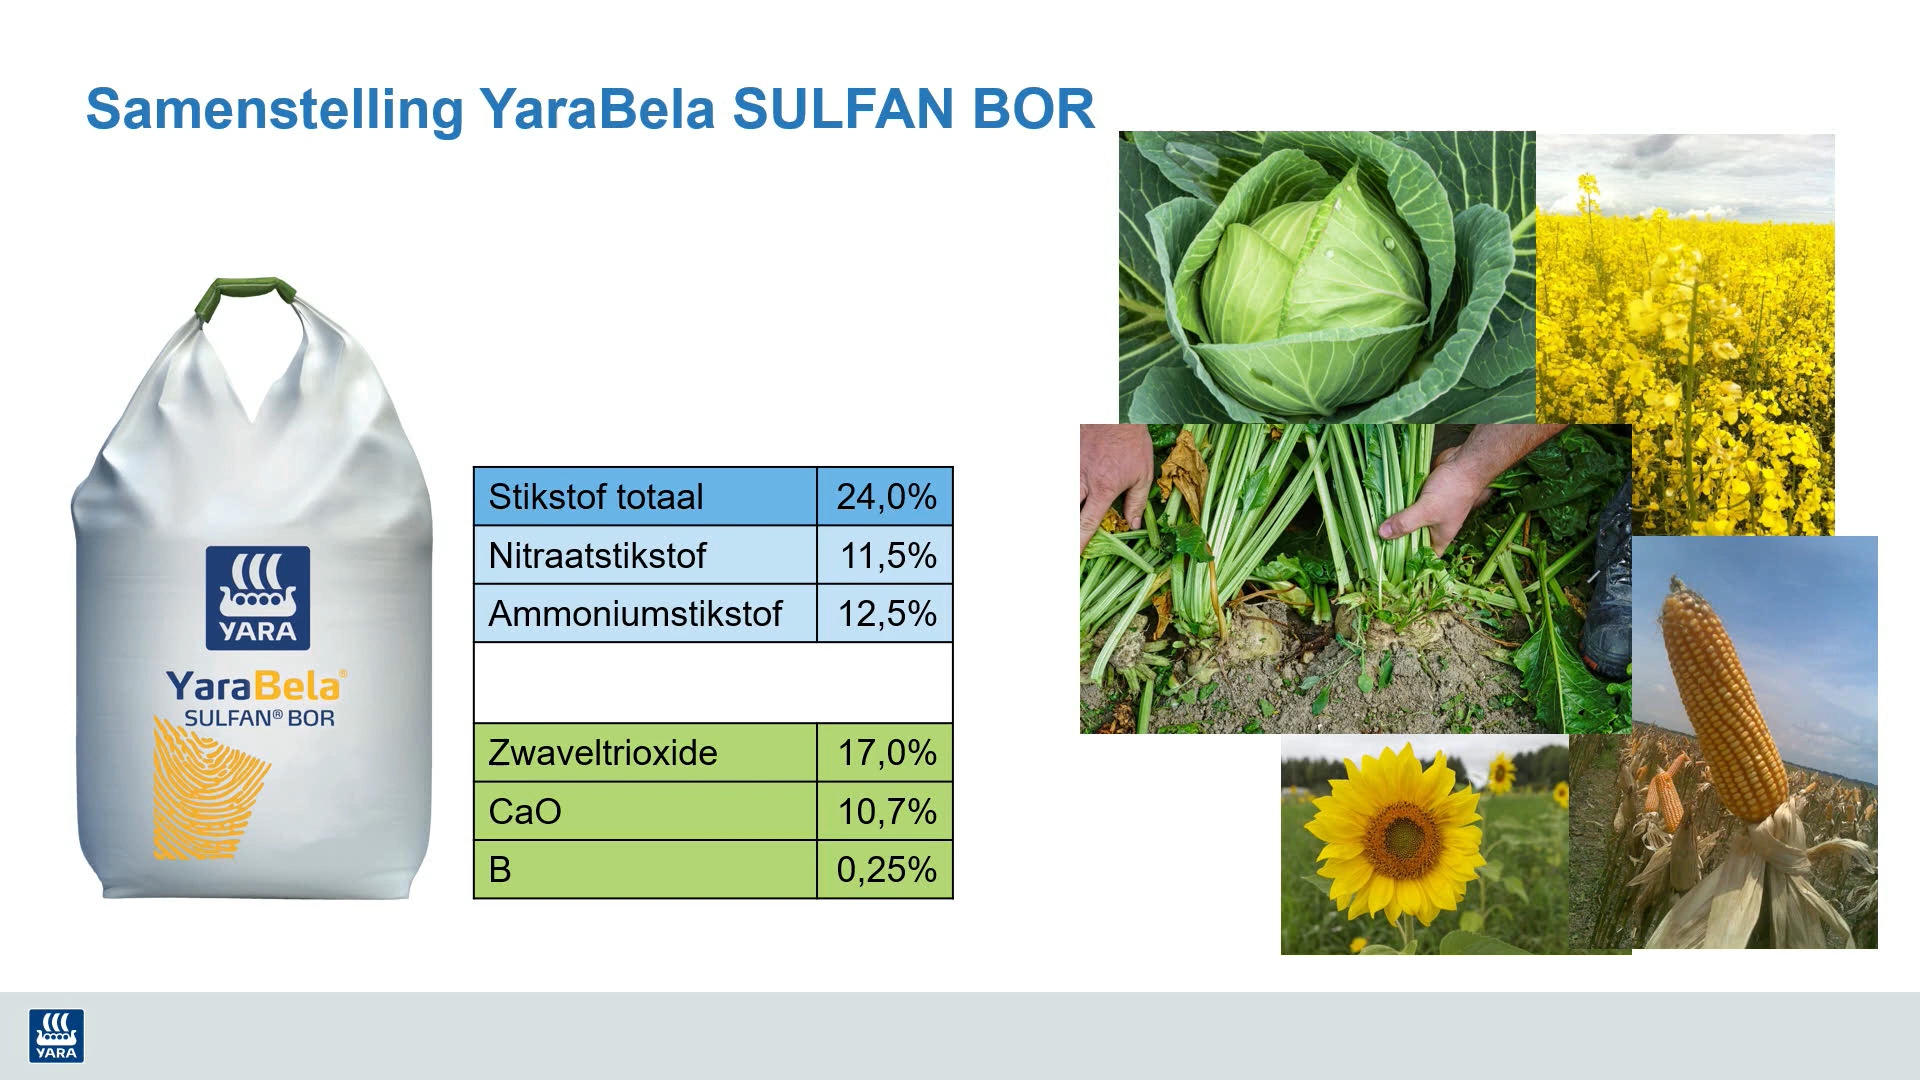 Samenstelling YaraBela SULFAN BOR
YARA
YaraBela®
SULFAN® BOR
Stikstof totaal 24,0%
Nitraatstikstof 11,5%
Ammoniumstikstof 12,5%
Zwaveltrioxide 17,0%
CaO 10,7%
B 0,25%
YARA